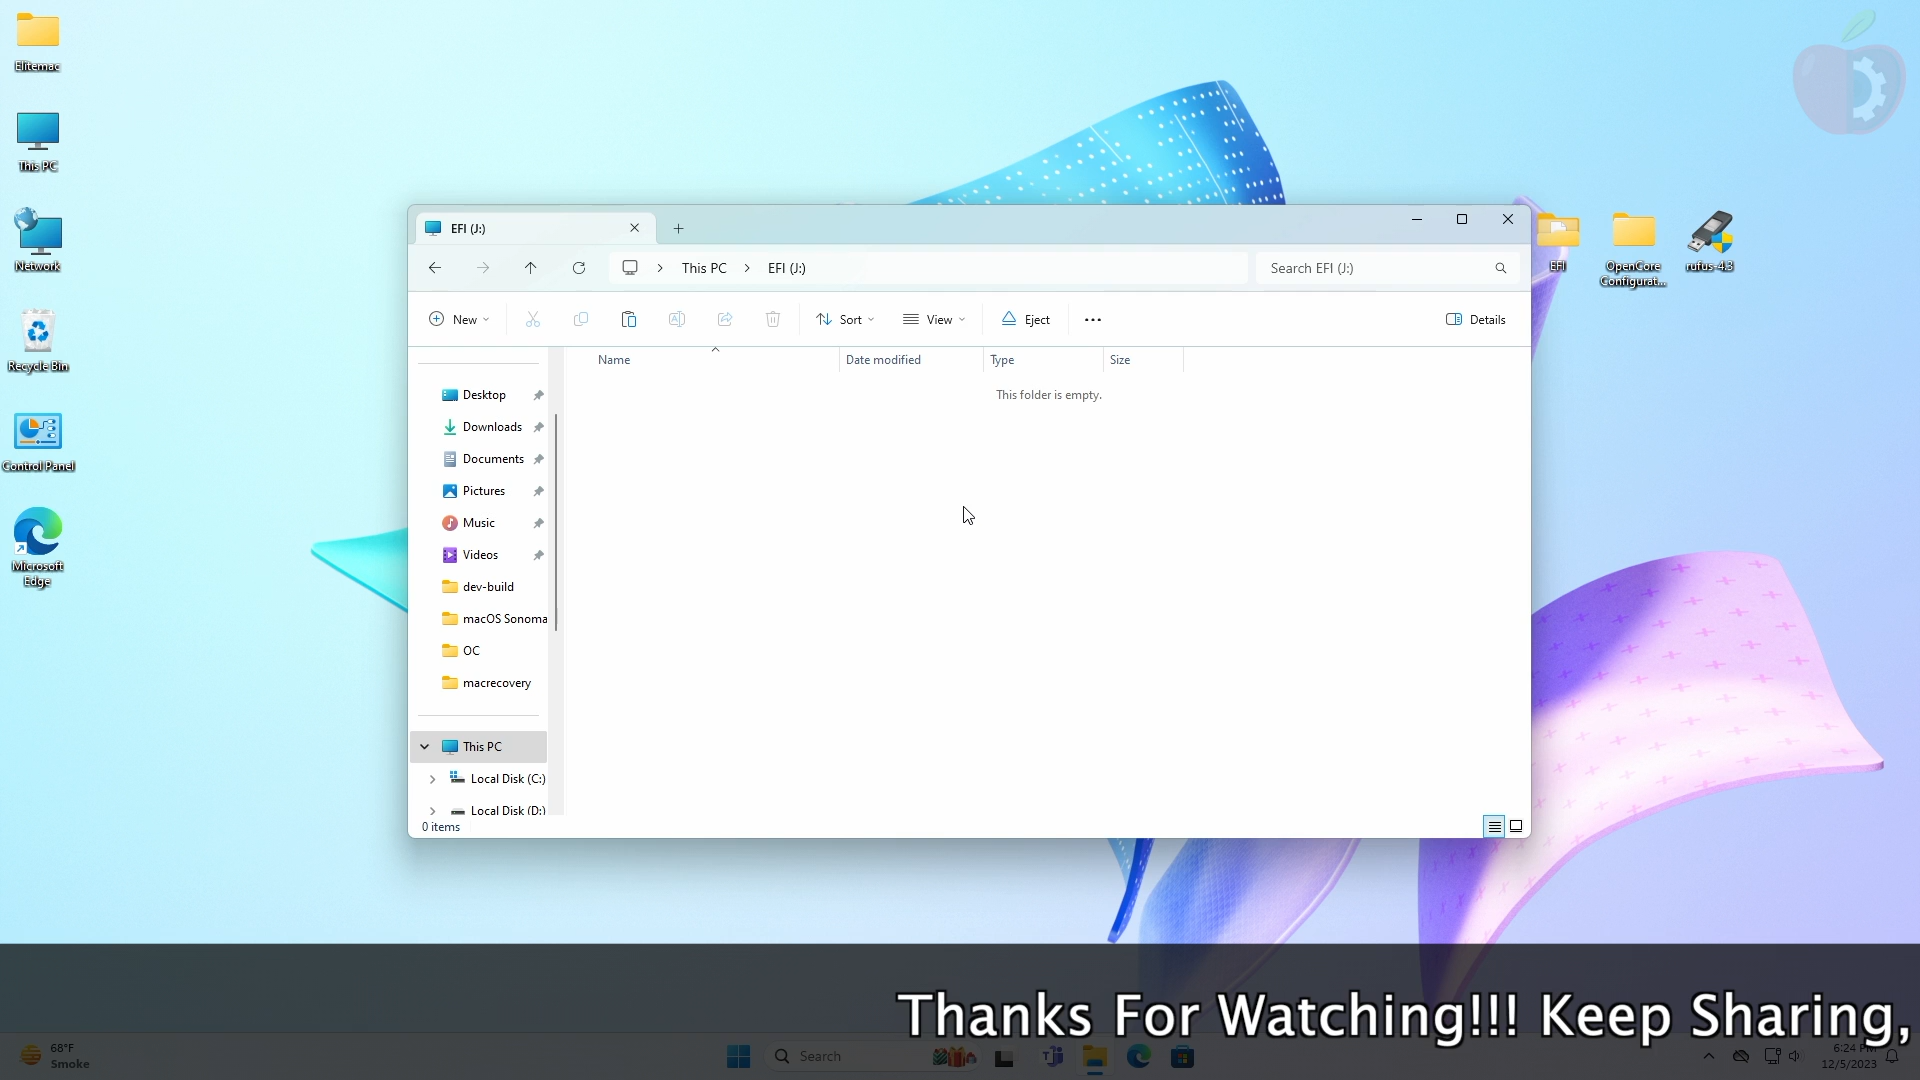 Elitemac
This PC
Network
Recycle Bin
Control Panel
Microsoft
Edge
EFI (J:)
This PC
EFI (J:)
Search EFI (J:)
New
Sort
View
Eject
Details
Name
Date modified
Type
Size
This folder is empty.
Desktop
Downloads
Documents
Pictures
Music
Videos
dev-build
macOS Sonoma
OC
macrecovery
This PC
Local Disk (C:)
Local Disk (D:)
0 items
EFI
OpenCore
Configurat...
rufus-4.3
Thanks For Watching!!! Keep Sharing,
68°F
Smoke
Search
6:24 PM
12/5/2023